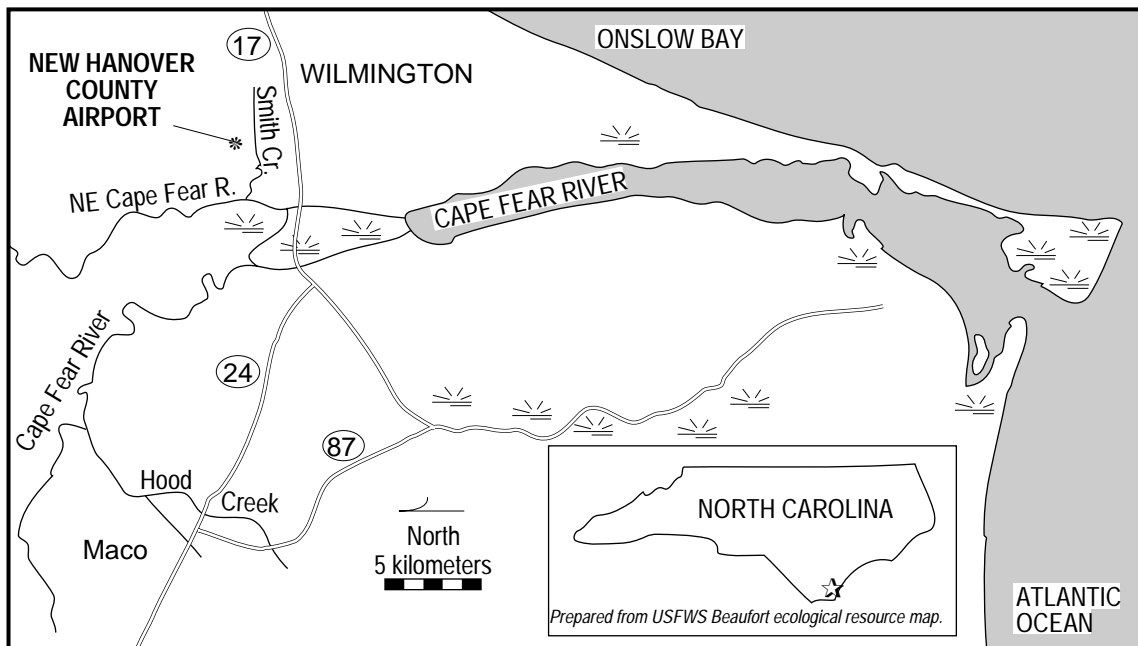 ONSLOW BAY
17
NEW HANOVER
COUNTY
AIRPORT
WILMINGTON
Smith Cr.
NE Cape Fear R.
CAPE FEAR RIVER
Cape Fear River
24
87
Hood
Creek
Maco
North
5 kilometers
NORTH CAROLINA
Prepared from USFWS Beaufort ecological resource map.
ATLANTIC
OCEAN